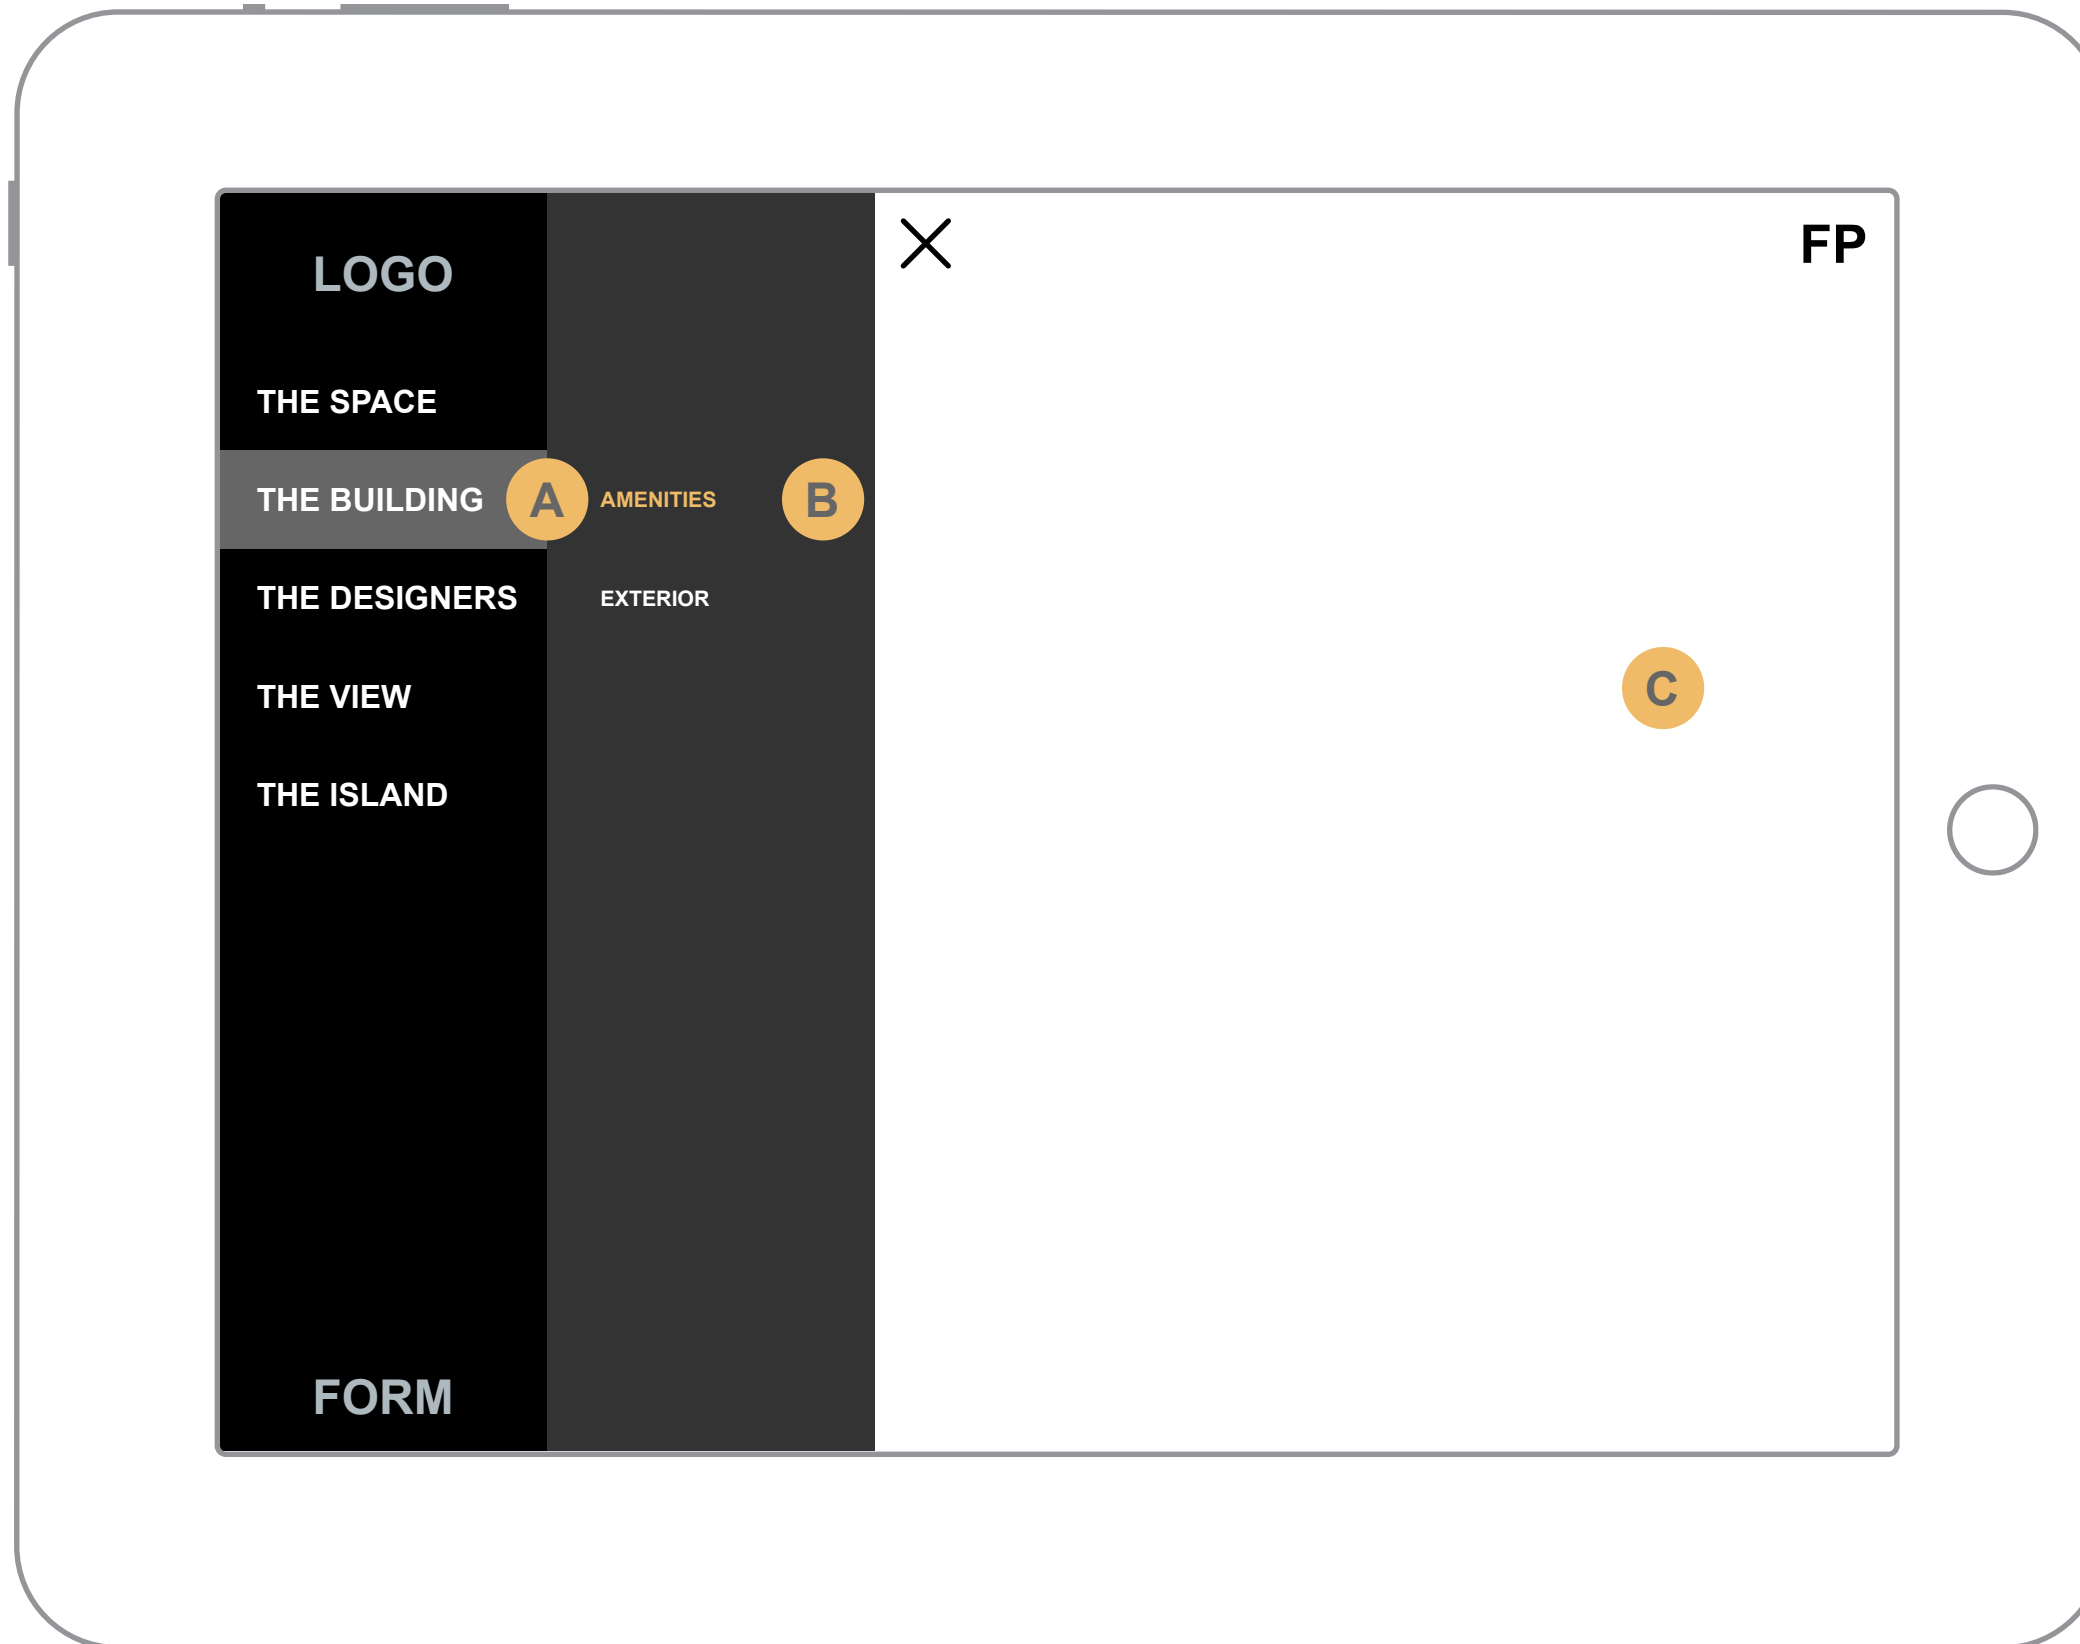 LOGO
FP
THE SPACE
THE BUILDING
A
AMENITIES
B
THE DESIGNERS
EXTERIOR
THE VIEW
C
THE ISLAND
FORM